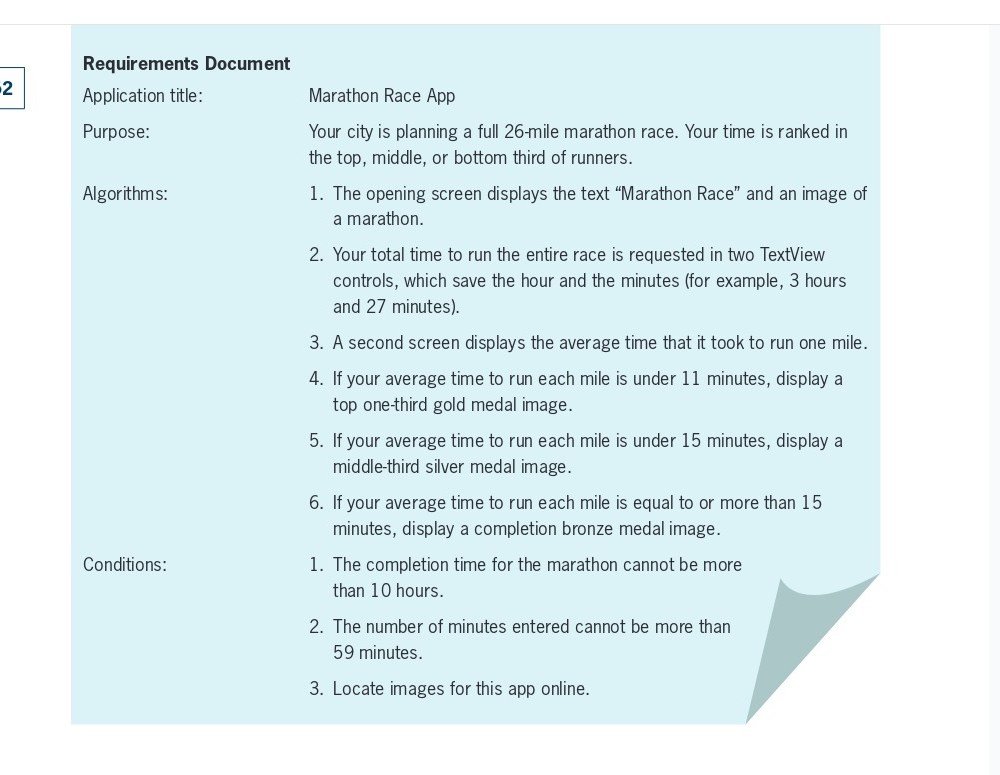 52
Requirements Document
Application title: Marathon Race App
Purpose: Your city is planning a full 26-mile marathon race. Your time is ranked in
the top, middle, or bottom third of runners.
Algorithms: 1. The opening screen displays the text “Marathon Race” and an image of
a marathon.
2. Your total time to run the entire race is requested in two TextView
controls, which save the hour and the minutes (for example, 3 hours
and 27 minutes).
3. A second screen displays the average time that it took to run one mile.
4. If your average time to run each mile is under 11 minutes, display a
top one-third gold medal image.
5. If your average time to run each mile is under 15 minutes, display a
middle-third silver medal image.
6. If your average time to run each mile is equal to or more than 15
minutes, display a completion bronze medal image.
Conditions: 1. The completion time for the marathon cannot be more
than 10 hours.
2. The number of minutes entered cannot be more than
59 minutes.
3. Locate images for this app online.